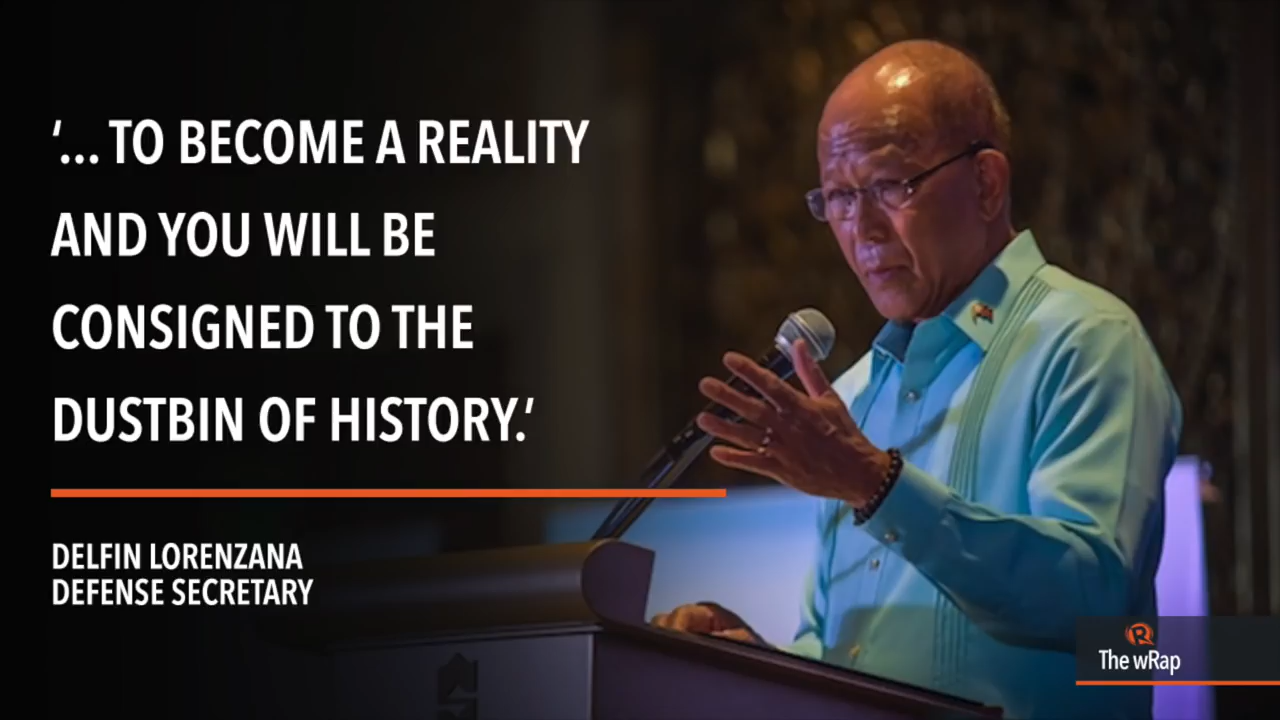 ‘... TO BECOME A REALITY
AND YOU WILL BE
CONSIGNED TO THE
DUSTBIN OF HISTORY.‘
DELFIN LORENZANA
DEFENSE SECRETARY
R
The wRap